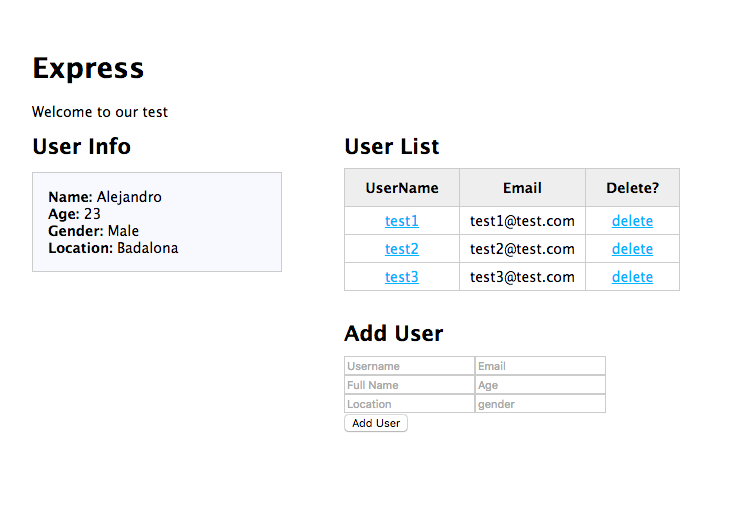 Express
Welcome to our test
User Info
Name: Alejandro
Age: 23
Gender: Male
Location: Badalona
User List
UserName Email Delete?
test1 test1@test.com delete
test2 test2@test.com delete
test3 test3@test.com delete
Add User
Username Email
Full Name Age
Location gender
Add User